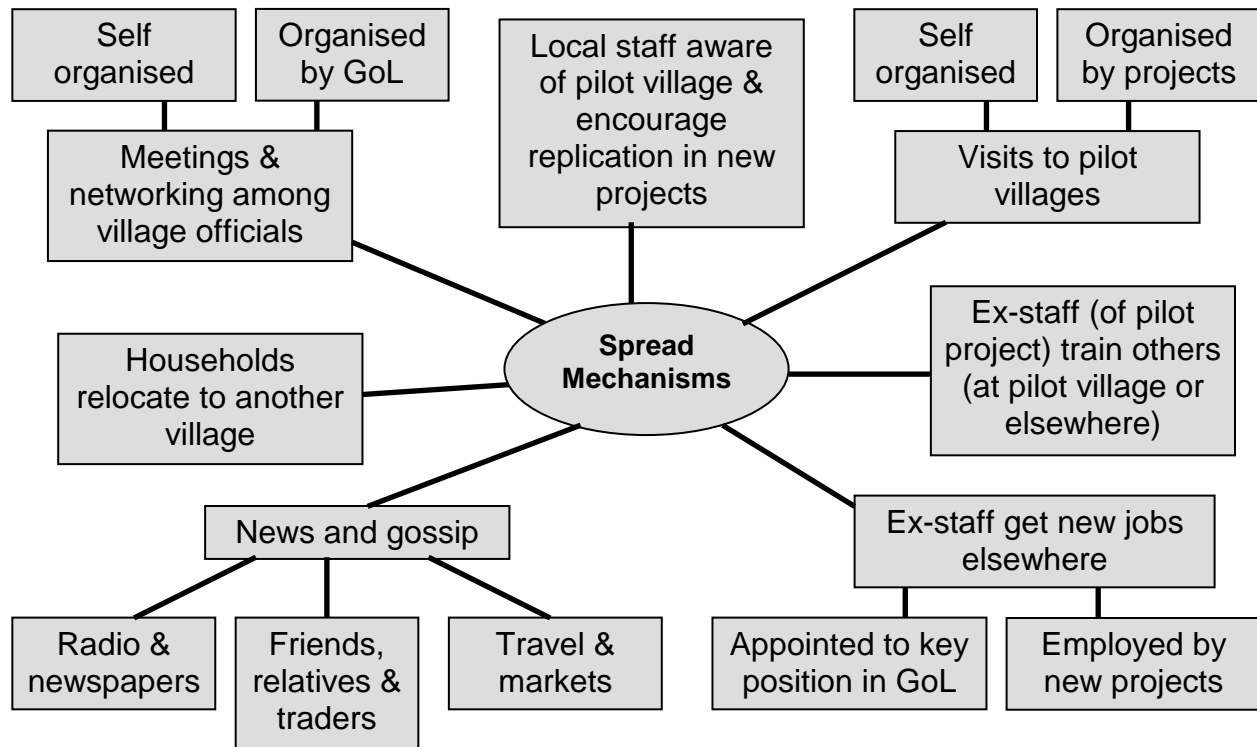 Self
organised
Organised
by GoL
Meetings &
networking among
village officials
Local staff aware
of pilot village &
encourage
replication in new
projects
Self
organised
Organised
by projects
Visits to pilot
villages
Households
relocate to another
village
Spread
Mechanisms
Ex-staff (of pilot
project) train others
(at pilot village or
elsewhere)
News and gossip
Radio &
newspapers
Friends,
relatives &
traders
Travel &
markets
Ex-staff get new jobs
elsewhere
Appointed to key
position in GoL
Employed by
new projects